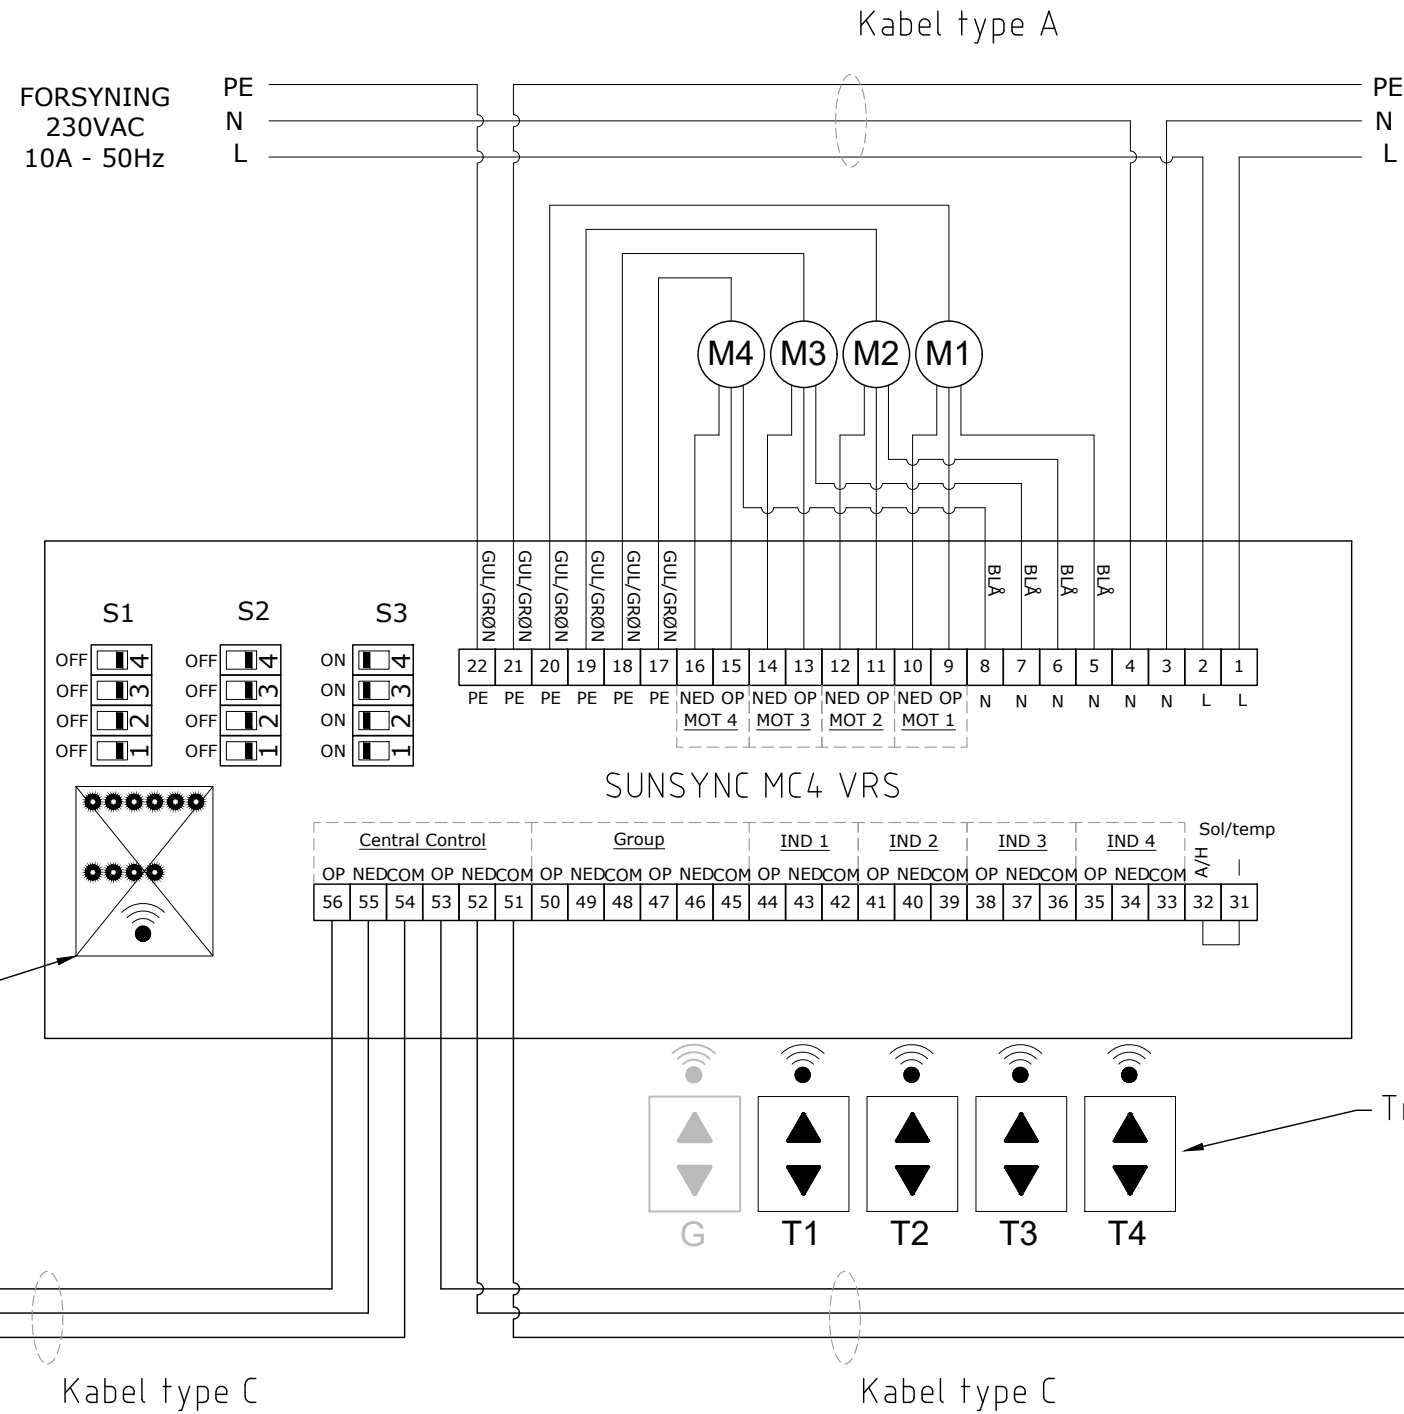 Kabel type A
FORSYNING
230VAC
10A - 50Hz
PE
N
L
PE
N
L
M4 M3 M2 M1
GUL/GRØN GUL/GRØN GUL/GRØN GUL/GRØN GUL/GRØN GUL/GRØN BLÅ BLÅ BLÅ BLÅ
S1 S2 S3
OFF 4 OFF 4 ON 4
OFF 3 OFF 3 ON 3
OFF 2 OFF 2 ON 2
OFF 1 OFF 1 ON 1
22 21 20 19 18 17 16 15 14 13 12 11 10 9 8 7 6 5 4 3 2 1
PE PE PE PE PE PE NED OP NED OP NED OP NED OP N N N N N N L L
MOT 4 MOT 3 MOT 2 MOT 1
SUNSYNC MC4 VRS
Central Control Group IND 1 IND 2 IND 3 IND 4 Sol/temp
OP NED COM OP NED COM OP NED COM OP NED COM OP NED COM OP NED COM OP NED COM OP NED COM A/H —
56 55 54 53 52 51 50 49 48 47 46 45 44 43 42 41 40 39 38 37 36 35 34 33 32 31
G T1 T2 T3 T4
Kabel type C
Kabel type C